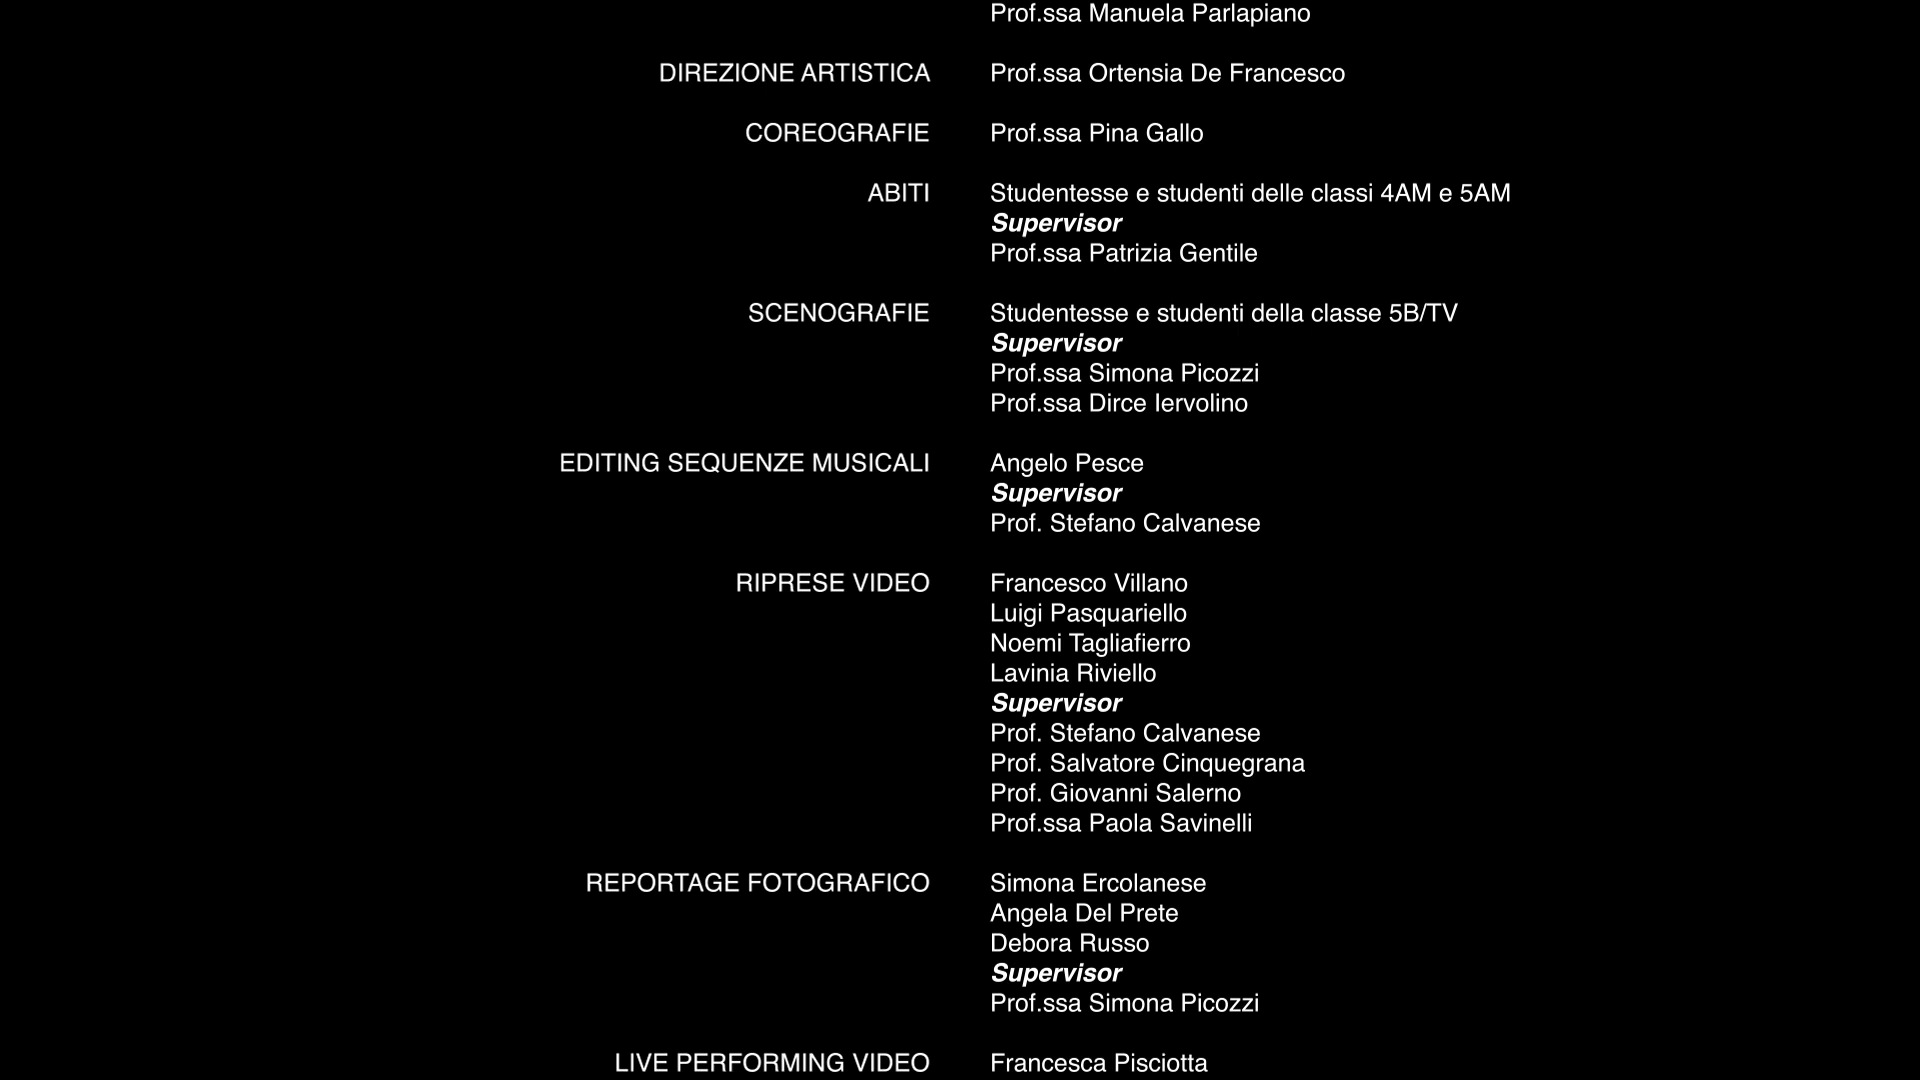 Prof.ssa Manuela Parlapiano
DIREZIONE ARTISTICA Prof.ssa Ortensia De Francesco
COREOGRAFIE Prof.ssa Pina Gallo
ABITI Studentesse e studenti delle classi 4AM e 5AM
Supervisor
Prof.ssa Patrizia Gentile
SCENOGRAFIE Studentesse e studenti della classe 5B/TV
Supervisor
Prof.ssa Simona Picozzi
Prof.ssa Dirce Iervolino
EDITING SEQUENZE MUSICALI Angelo Pesce
Supervisor
Prof. Stefano Calvanese
RIPRESE VIDEO Francesco Villano
Luigi Pasquariello
Noemi Tagliafierro
Lavinia Riviello
Supervisor
Prof. Stefano Calvanese
Prof. Salvatore Cinquegrana
Prof. Giovanni Salerno
Prof.ssa Paola Savinelli
REPORTAGE FOTOGRAFICO Simona Ercolanese
Angela Del Prete
Debora Russo
Supervisor
Prof.ssa Simona Picozzi
LIVE PERFORMING VIDEO Francesca Pisciotta